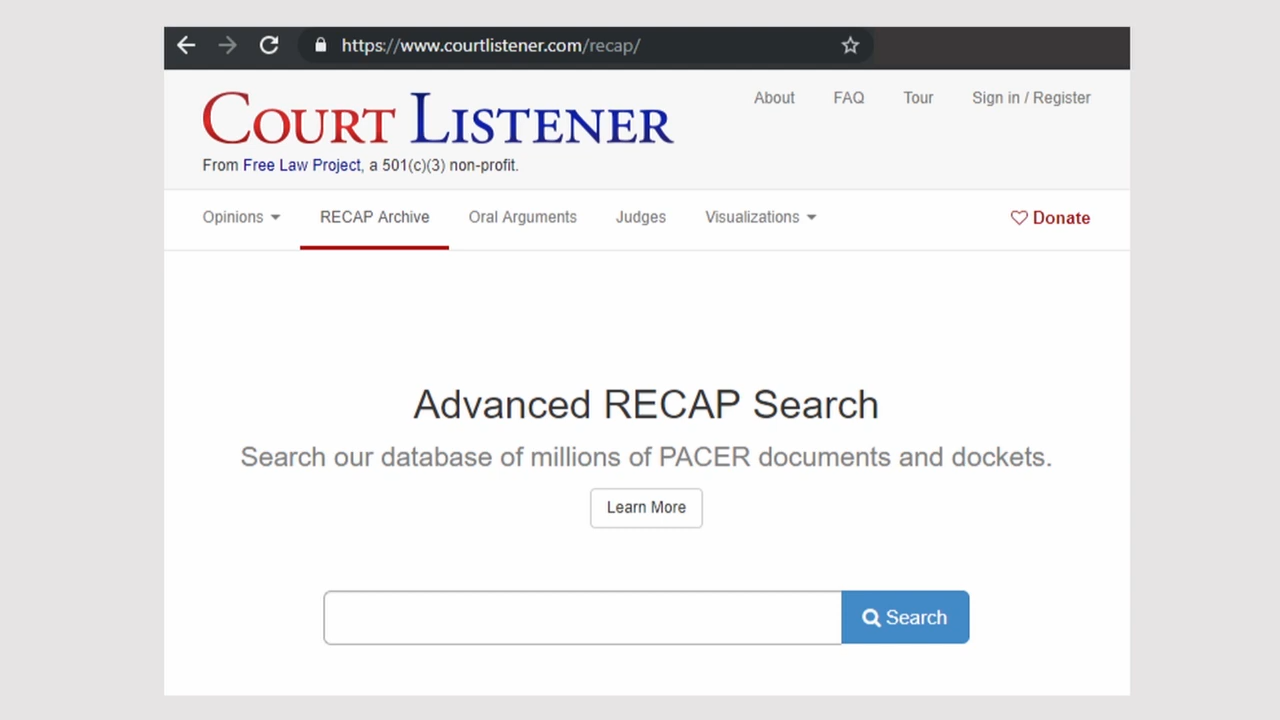 https://www.courtlistener.com/recap/
COURT LISTENER
About FAQ Tour Sign in / Register
From Free Law Project, a 501(c)(3) non-profit.
Opinions RECAP Archive Oral Arguments Judges Visualizations Donate
Advanced RECAP Search
Search our database of millions of PACER documents and dockets.
Learn More
Search